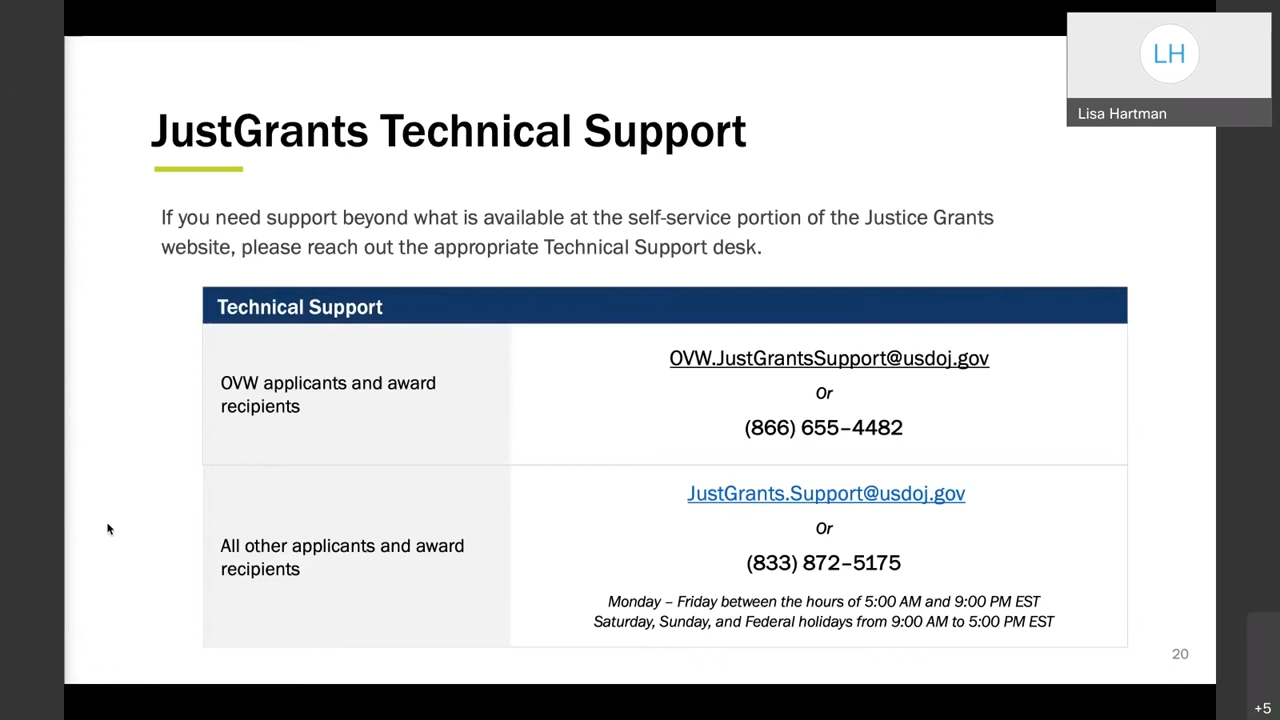 LH
Lisa Hartman
JustGrants Technical Support
If you need support beyond what is available at the self-service portion of the Justice Grants
website, please reach out the appropriate Technical Support desk.
Technical Support
OVW applicants and award
recipients
OVW.JustGrantsSupport@usdoj.gov
Or
(866) 655–4482
All other applicants and award
recipients
JustGrants.Support@usdoj.gov
Or
(833) 872–5175
Monday – Friday between the hours of 5:00 AM and 9:00 PM EST
Saturday, Sunday, and Federal holidays from 9:00 AM to 5:00 PM EST
20
+5